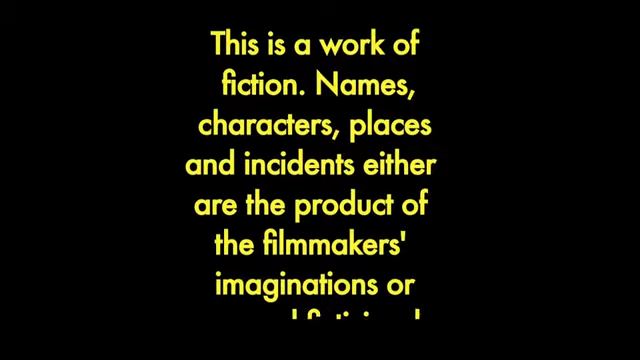 This is a work of
fiction. Names,
characters, places
and incidents either
are the product of
the filmmakers'
imaginations or